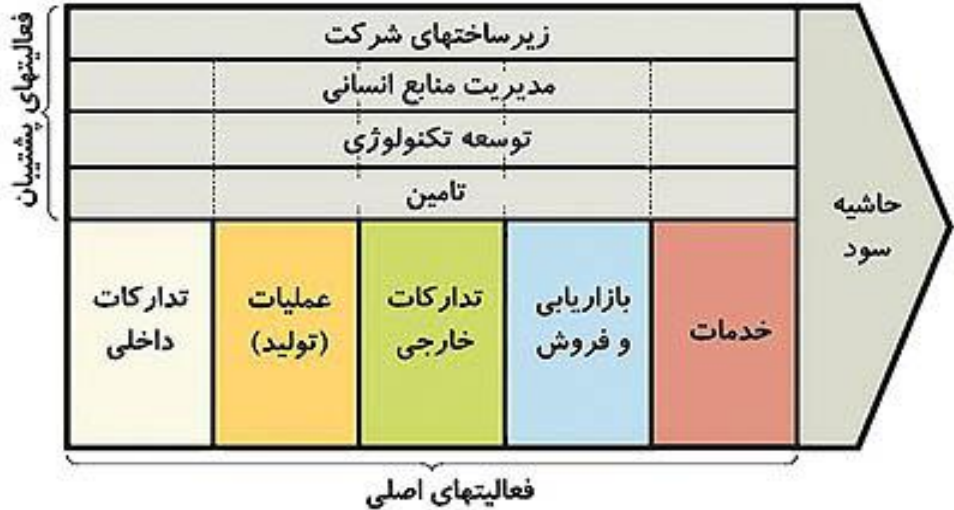 فعالیتهای پشتیبان
زیرساختهای شرکت
مدیریت منابع انسانی
توسعه تکنولوژی
تامین
حاشیه
سود
تدارکات
داخلی
عملیات
(تولید)
تدارکات
خارجی
بازاریابی
و فروش
خدمات
فعالیتهای اصلی